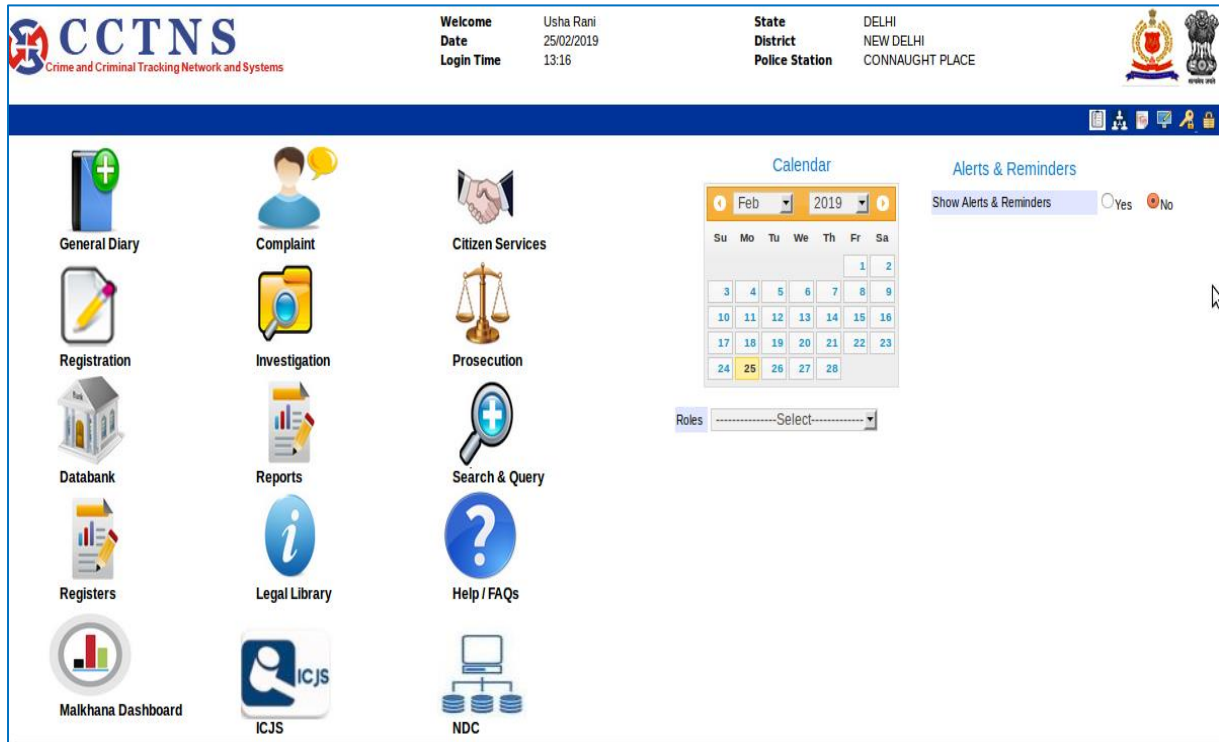 CCTNS
Crime and Criminal Tracking Network and Systems
Welcome Usha Rani
Date 25/02/2019
Login Time 13:16
State DELHI
District NEW DELHI
Police Station CONNAUGHT PLACE
General Diary
Complaint
Citizen Services
Registration
Investigation
Prosecution
Bank
Databank
Reports
Search & Query
Registers
Legal Library
Help / FAQs
Malkhana Dashboard
ICJS
ICJS
NDC
Calendar
Feb 2019
Su Mo Tu We Th Fr Sa
1 2
3 4 5 6 7 8 9
10 11 12 13 14 15 16
17 18 19 20 21 22 23
24 25 26 27 28
Roles ---------------Select-------------
Alerts & Reminders
Show Alerts & Reminders Yes No